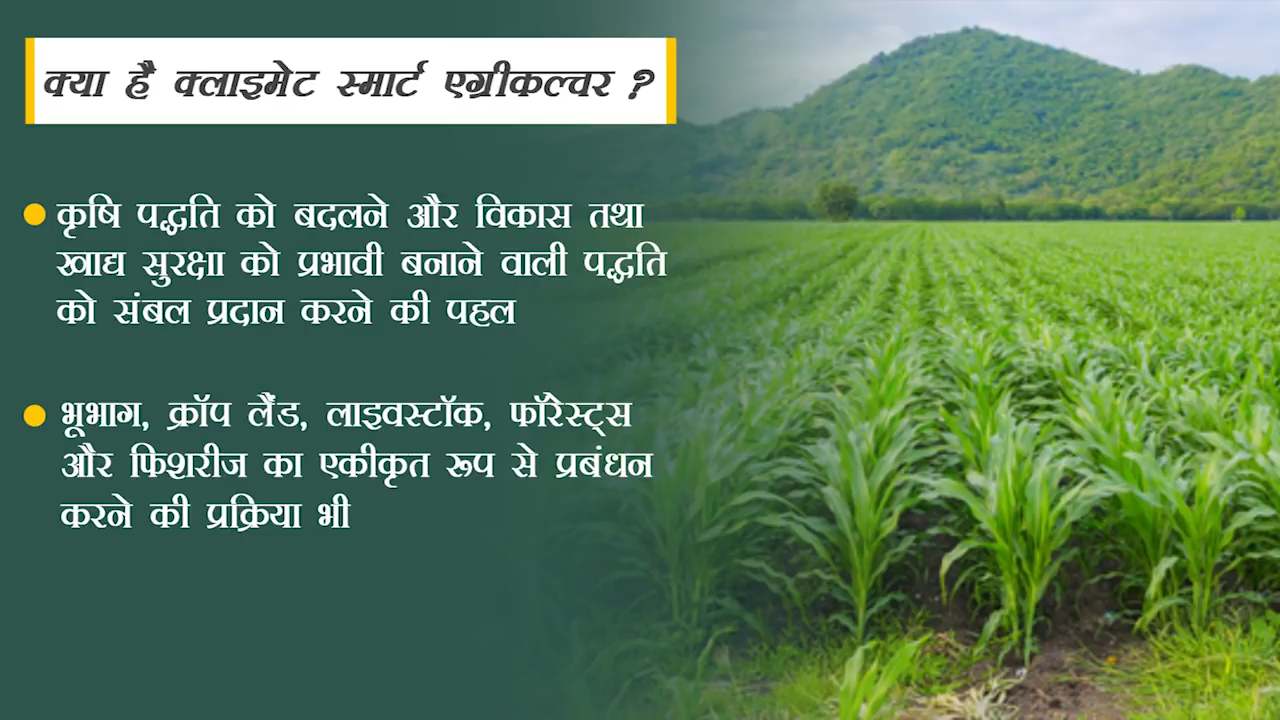 क्या है क्लाइमेट स्मार्ट एग्रीकल्चर ?
कृषि पद्धति को बदलने और विकास तथा
खाद्य सुरक्षा को प्रभावी बनाने वाली पद्धति
को संबल प्रदान करने की पहल
भूभाग, क्रॉप लैंड, लाइवस्टॉक, फॉरेस्ट्स
और फिशरीज का एकीकृत रूप से प्रबंधन
करने की प्रक्रिया भी